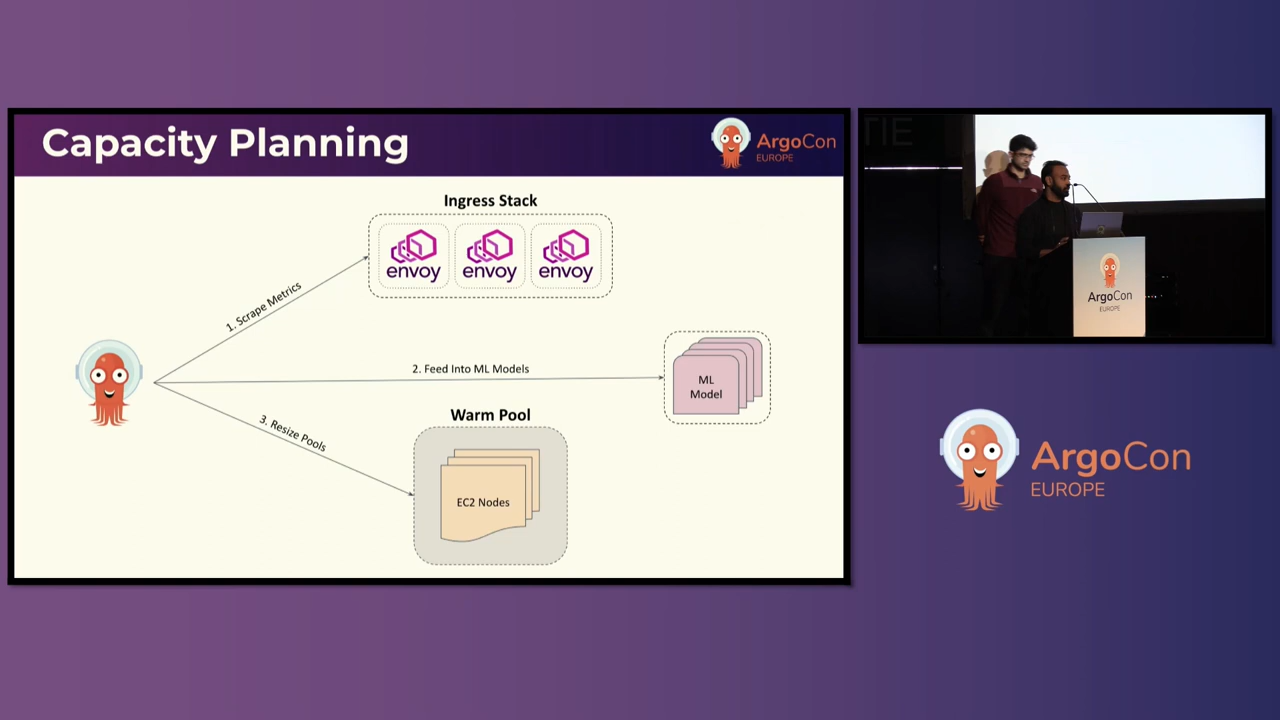 Capacity Planning
ArgoCon
EUROPE
Ingress Stack
envoy
envoy
envoy
1. Scrape Metrics
2. Feed Into ML Models
ML
Model
3. Resize Pools
Warm Pool
EC2 Nodes
TIE
ArgoCon
EUROPE
ArgoCon
EUROPE